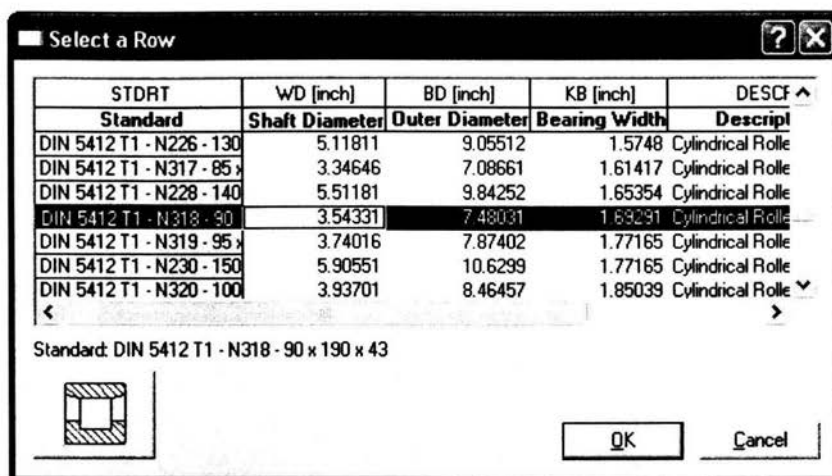 Select a Row
STDRT WD [inch] BD [inch] KB [inch] DESCF
Standard Shaft Diameter Outer Diameter Bearing Width Descript
DIN 5412 T1 - N226 - 130 5.11811 9.05512 1.5748 Cylindrical Rolle
DIN 5412 T1 - N317 - 85 x 3.34646 7.08661 1.61417 Cylindrical Rolle
DIN 5412 T1 - N228 - 140 5.51181 9.84252 1.65354 Cylindrical Rolle
DIN 5412 T1 - N318 - 90 3.54331 7.48031 1.69291 Cylindrical Rolle
DIN 5412 T1 - N319 - 95 x 3.74016 7.87402 1.77165 Cylindrical Rolle
DIN 5412 T1 - N230 - 150 5.90551 10.6299 1.77165 Cylindrical Rolle
DIN 5412 T1 - N320 - 100 3.93701 8.46457 1.85039 Cylindrical Rolle
Standard: DIN 5412 T1 - N318 - 90 x 190 x 43
OK Cancel